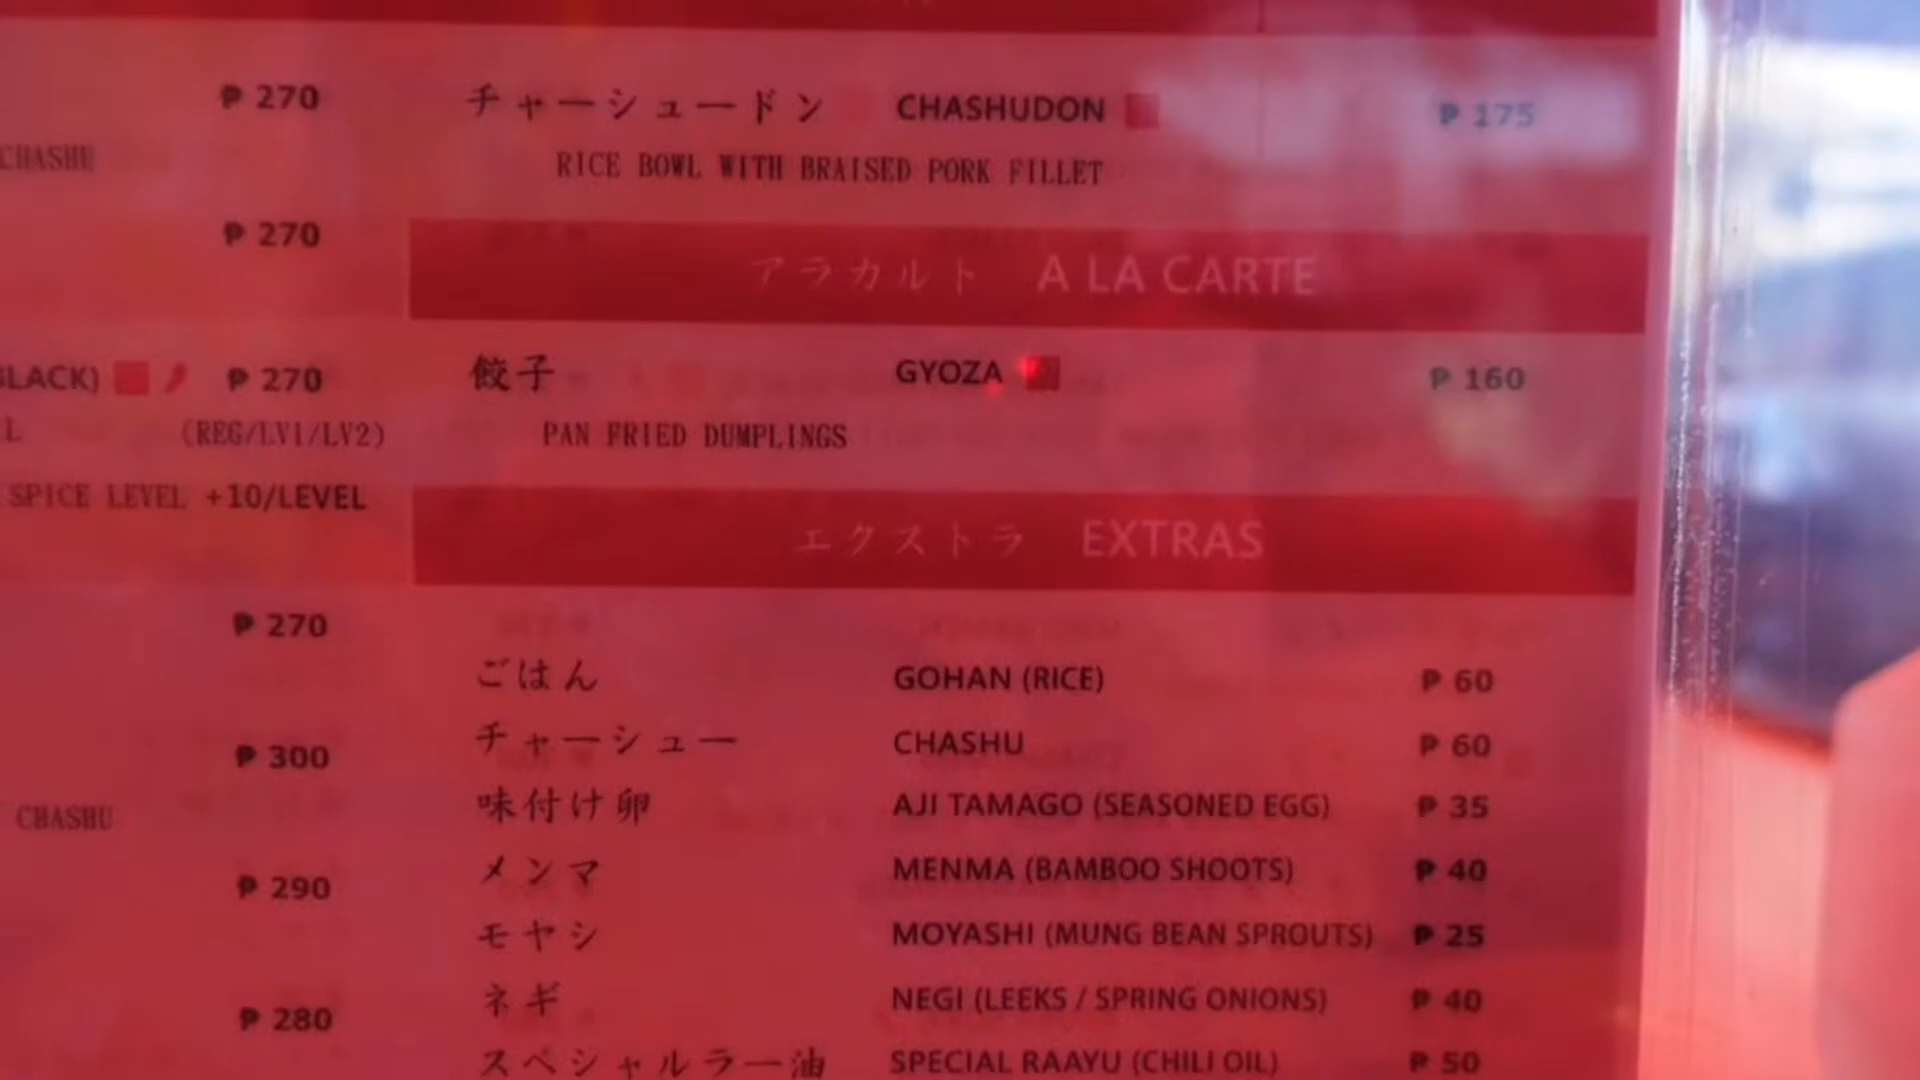 ₱ 270
CHASHU
₱ 270
BLACK) ₱ 270
(REG/LV1/LV2)
SPICE LEVEL +10/LEVEL
₱ 270
₱ 300
CHASHU
₱ 290
₱ 280
チャーシュードン CHASHUDON ₱ 175
RICE BOWL WITH BRAISED PORK FILLET
アラカルト A LA CARTE
餃子 GYOZA ₱ 160
PAN FRIED DUMPLINGS
エクストラ EXTRAS
ごはん GOHAN (RICE) ₱ 60
チャーシュー CHASHU ₱ 60
味付け卵 AJI TAMAGO (SEASONED EGG) ₱ 35
メンマ MENMA (BAMBOO SHOOTS) ₱ 40
モヤシ MOYASHI (MUNG BEAN SPROUTS) ₱ 25
ネギ NEGI (LEEKS / SPRING ONIONS) ₱ 40
スペシャルラー油 SPECIAL RAAYU (CHILI OIL) ₱ 50